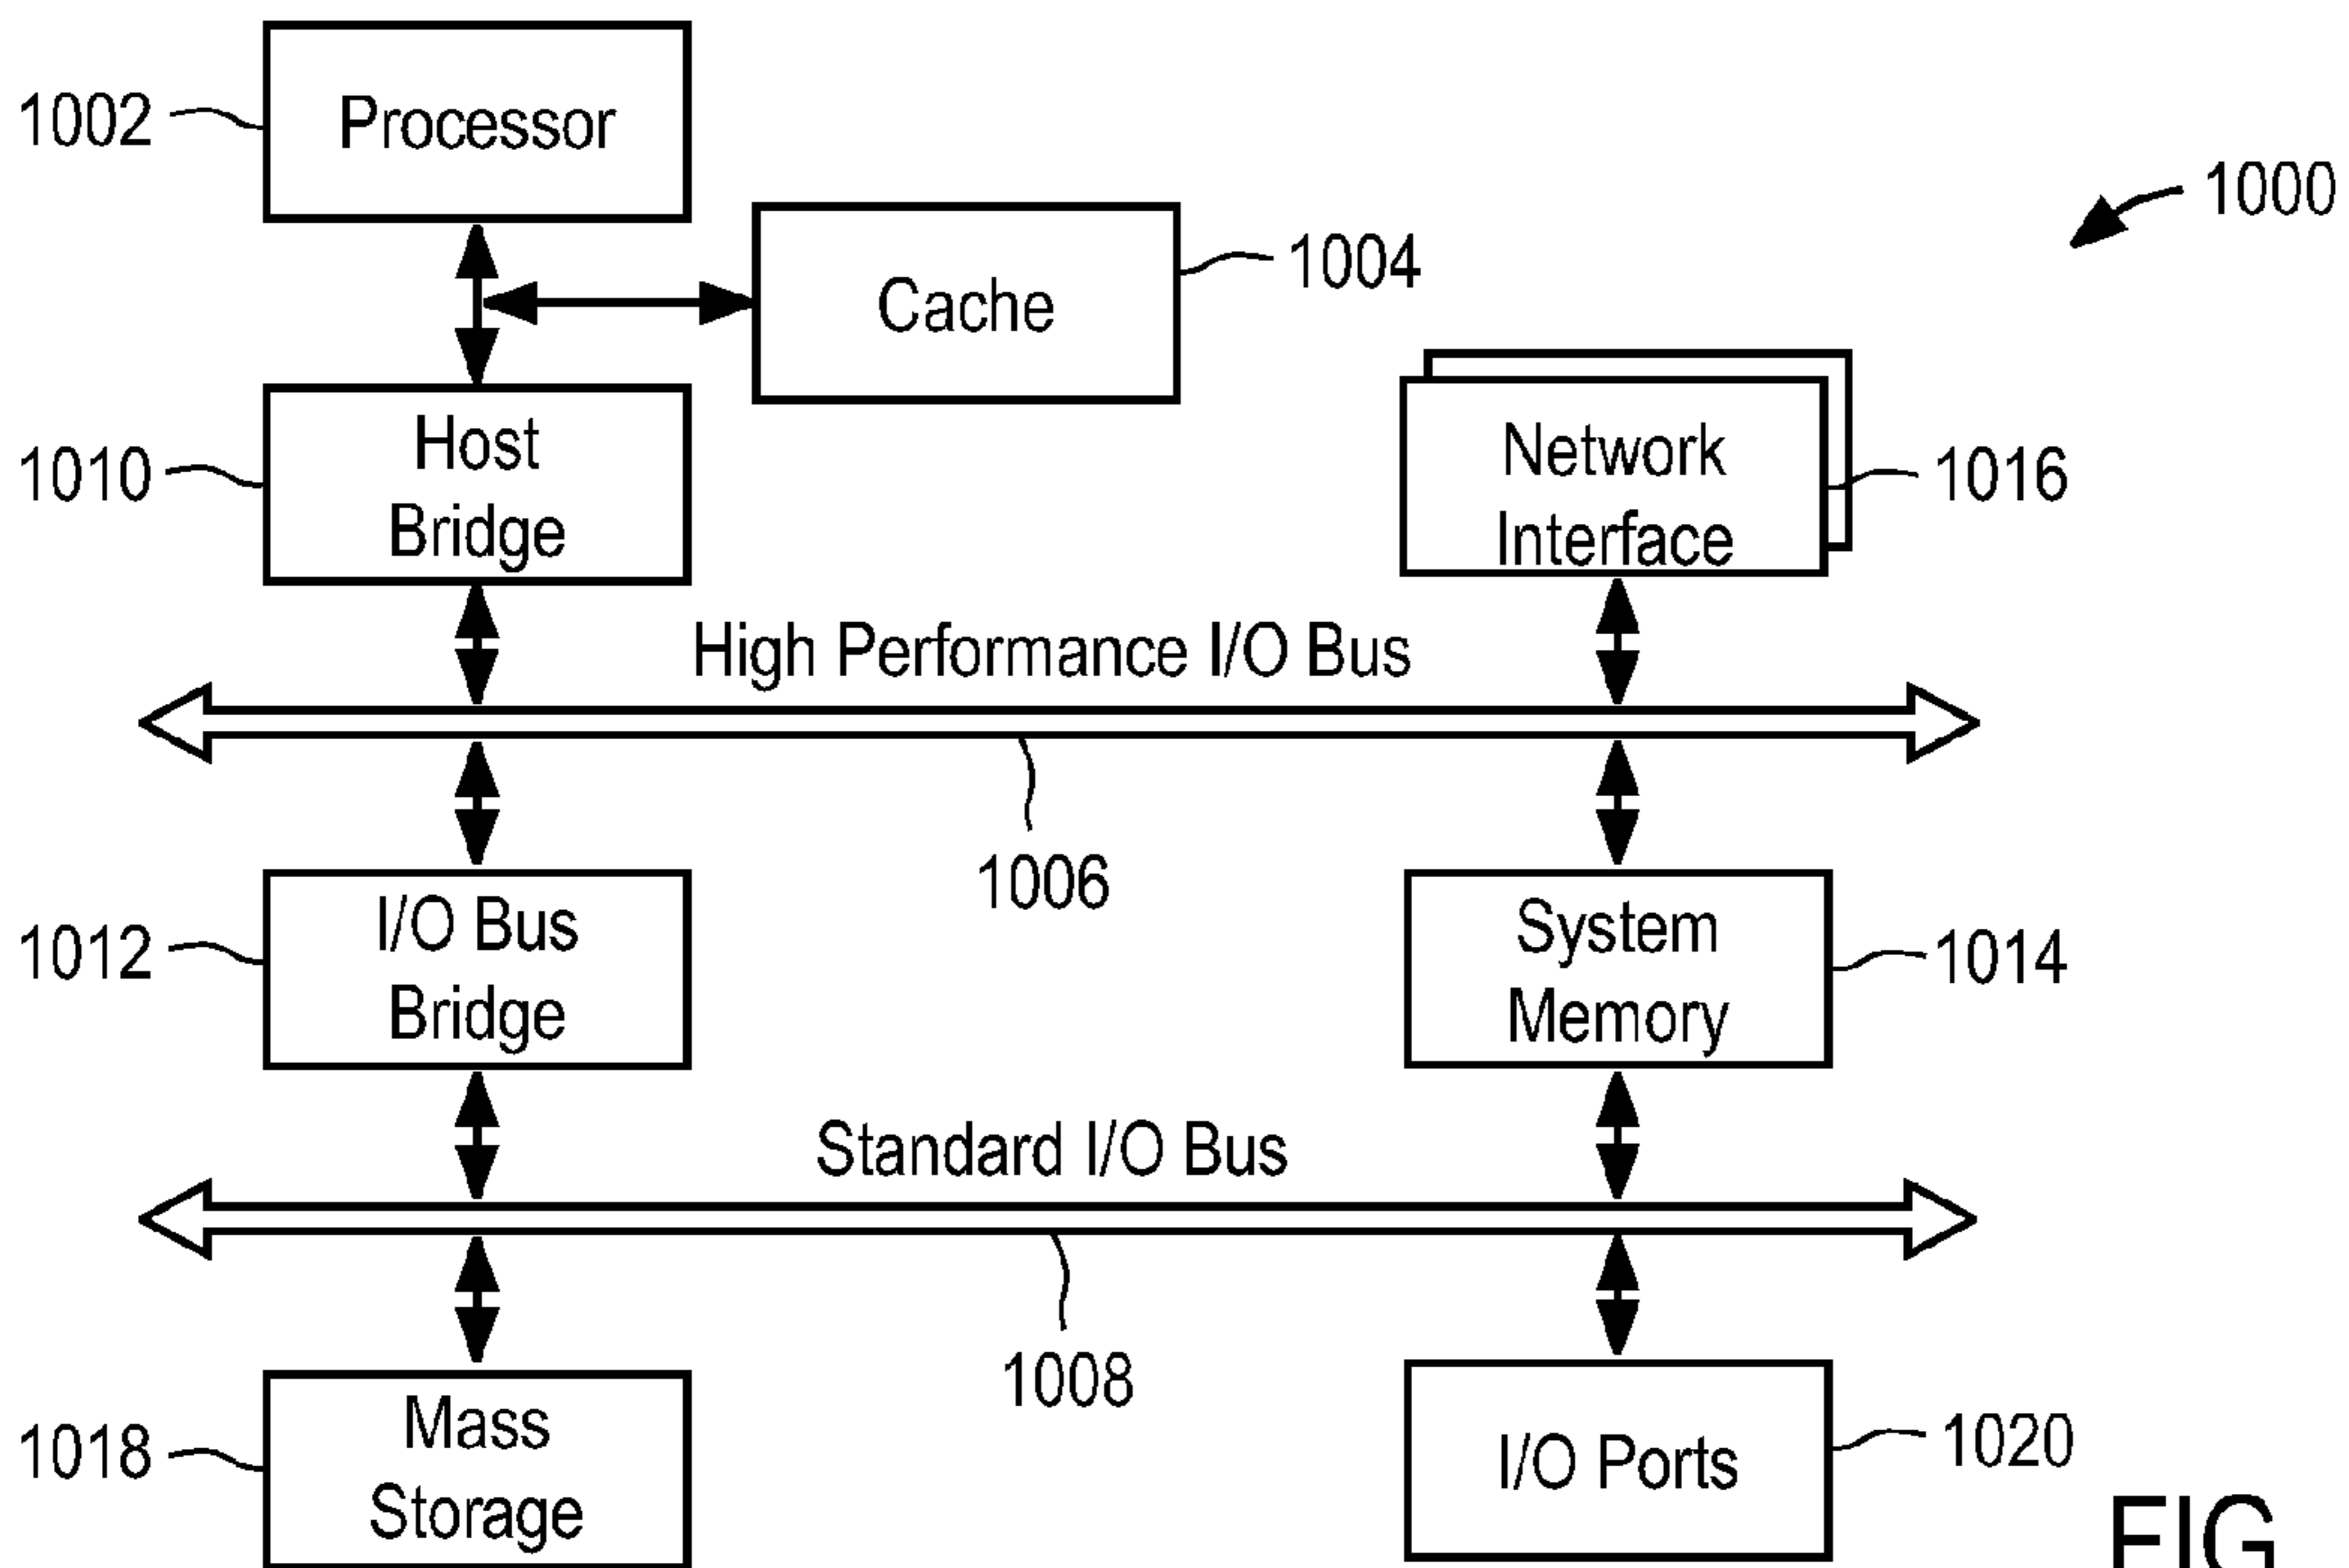 1002
Processor
1000
1004
Cache
Host
Bridge
1010
Network
Interface
1016
High Performance I/O Bus
1006
1012
I/O Bus
Bridge
System
Memory
1014
Standard I/O Bus
1008
1018
Mass
Storage
I/O Ports
1020
FIG